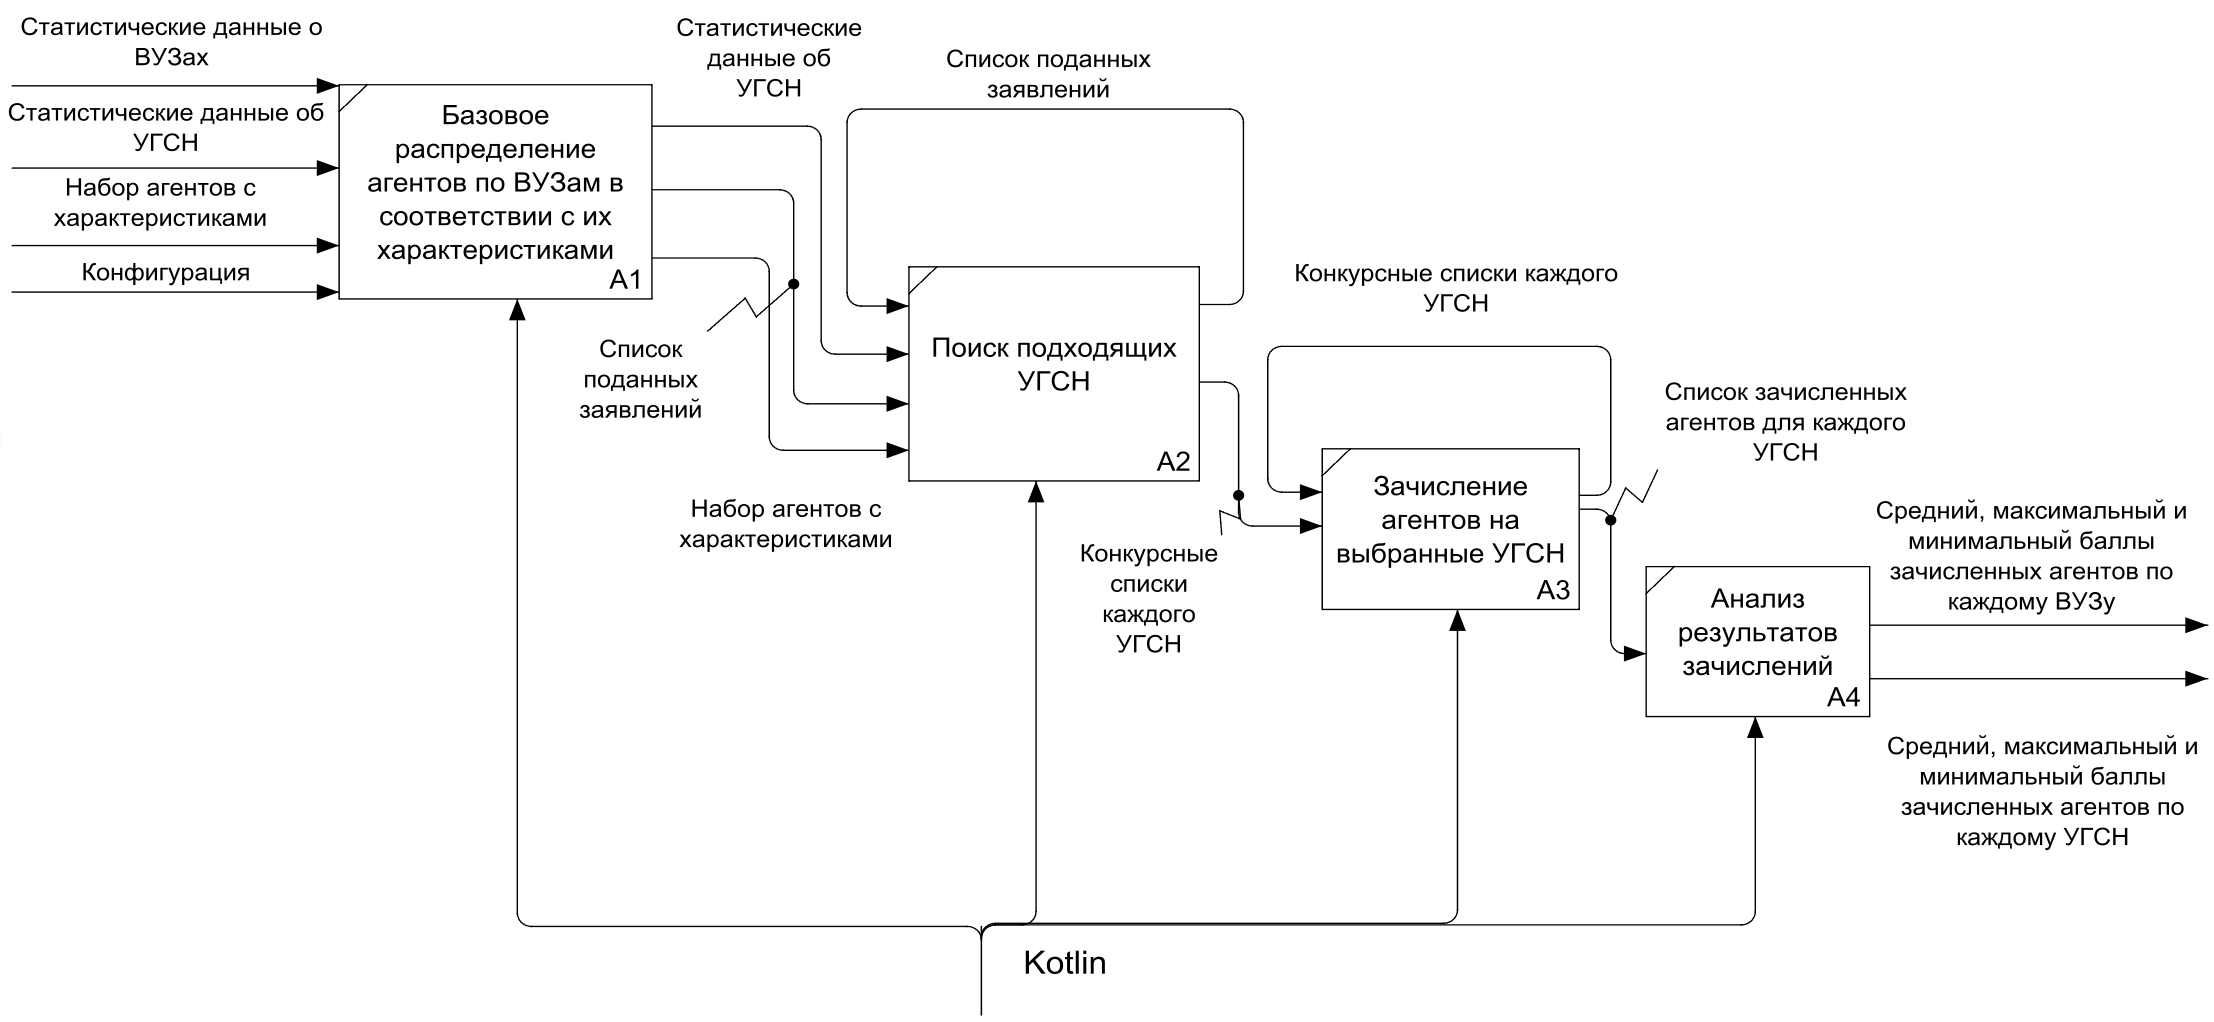 Статистические данные о
ВУЗах
Статистические данные об
УГСН
Набор агентов с
характеристиками
Конфигурация
Базовое
распределение
агентов по ВУЗам в
соответствии с их
характеристиками
A1
Статистические
данные об
УГСН
Список поданных
заявлений
Список
поданных
заявлений
Набор агентов с
характеристиками
Поиск подходящих
УГСН
A2
Конкурсные списки каждого
УГСН
Конкурсные
списки
каждого
УГСН
Зачисление
агентов на
выбранные УГСН
A3
Список зачисленных
агентов для каждого
УГСН
Анализ
результатов
зачислений
A4
Средний, максимальный и
минимальный баллы
зачисленных агентов по
каждому ВУЗу
Средний, максимальный и
минимальный баллы
зачисленных агентов по
каждому УГСН
Kotlin